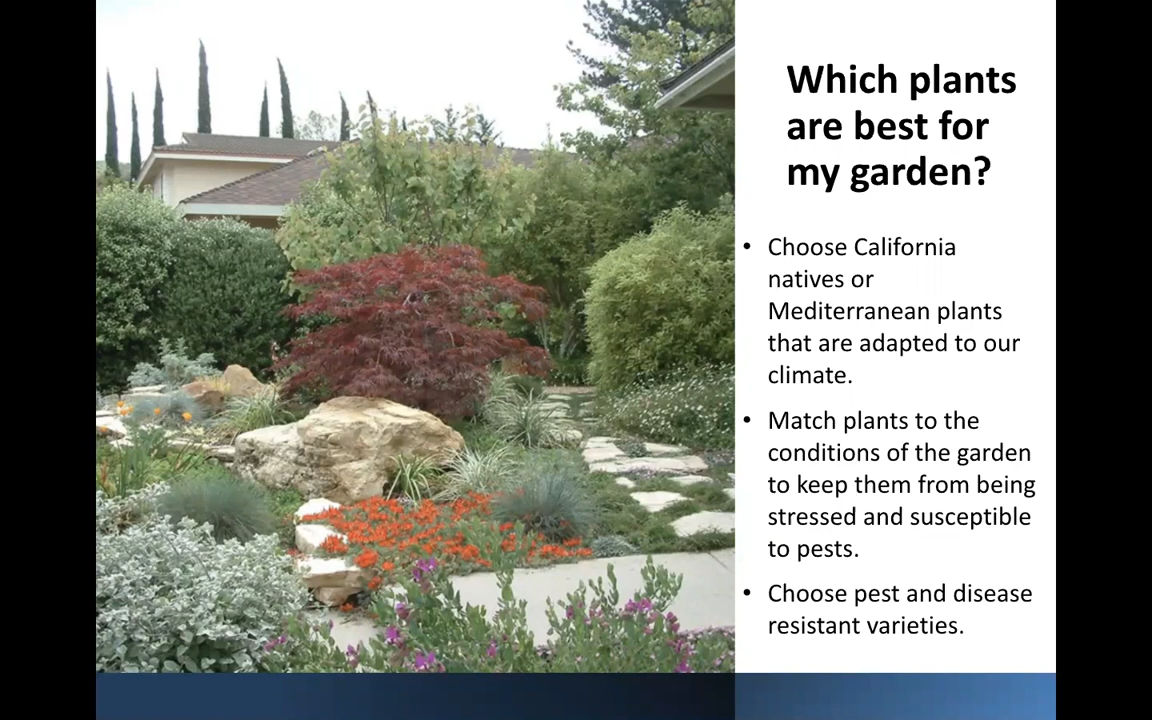 Which plants
are best for
my garden?
• Choose California
natives or
Mediterranean plants
that are adapted to our
climate.
• Match plants to the
conditions of the garden
to keep them from being
stressed and susceptible
to pests.
• Choose pest and disease
resistant varieties.